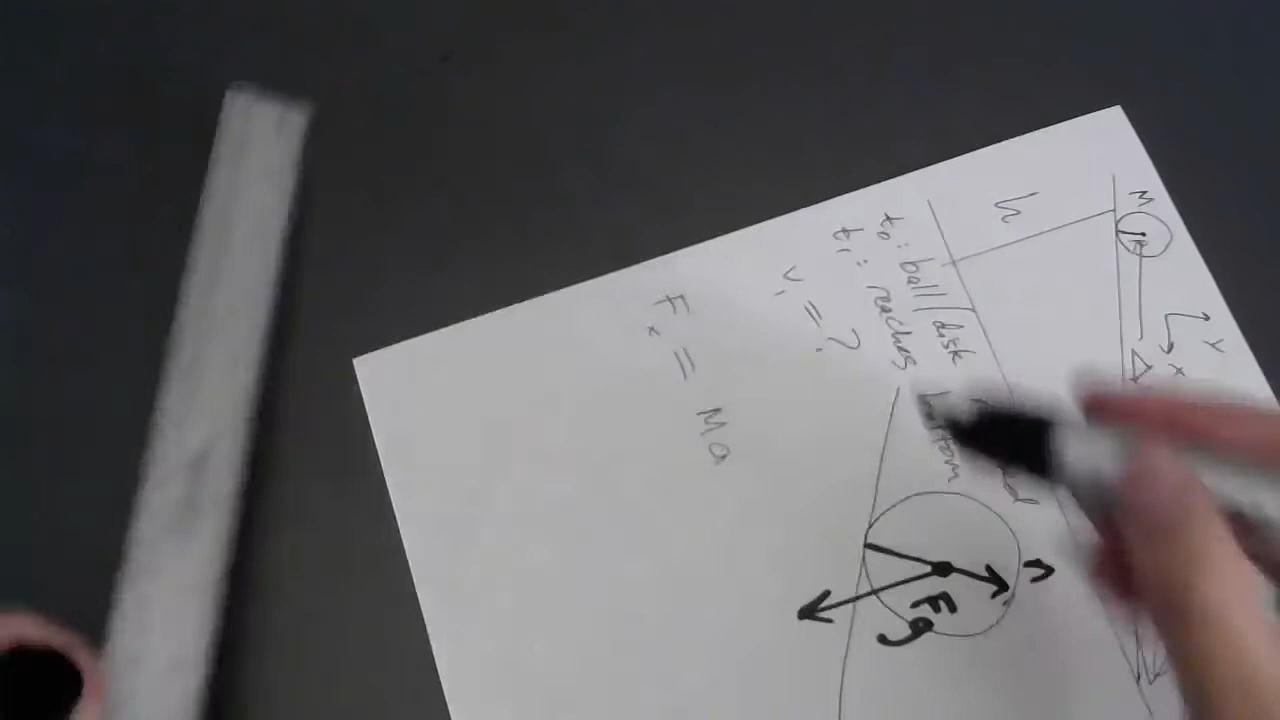 M
R
y
x
h
Δ
t₀: ball/disk
t₁: reaches bottom
v₁ = ?
n
Fg
Fₓ = Ma